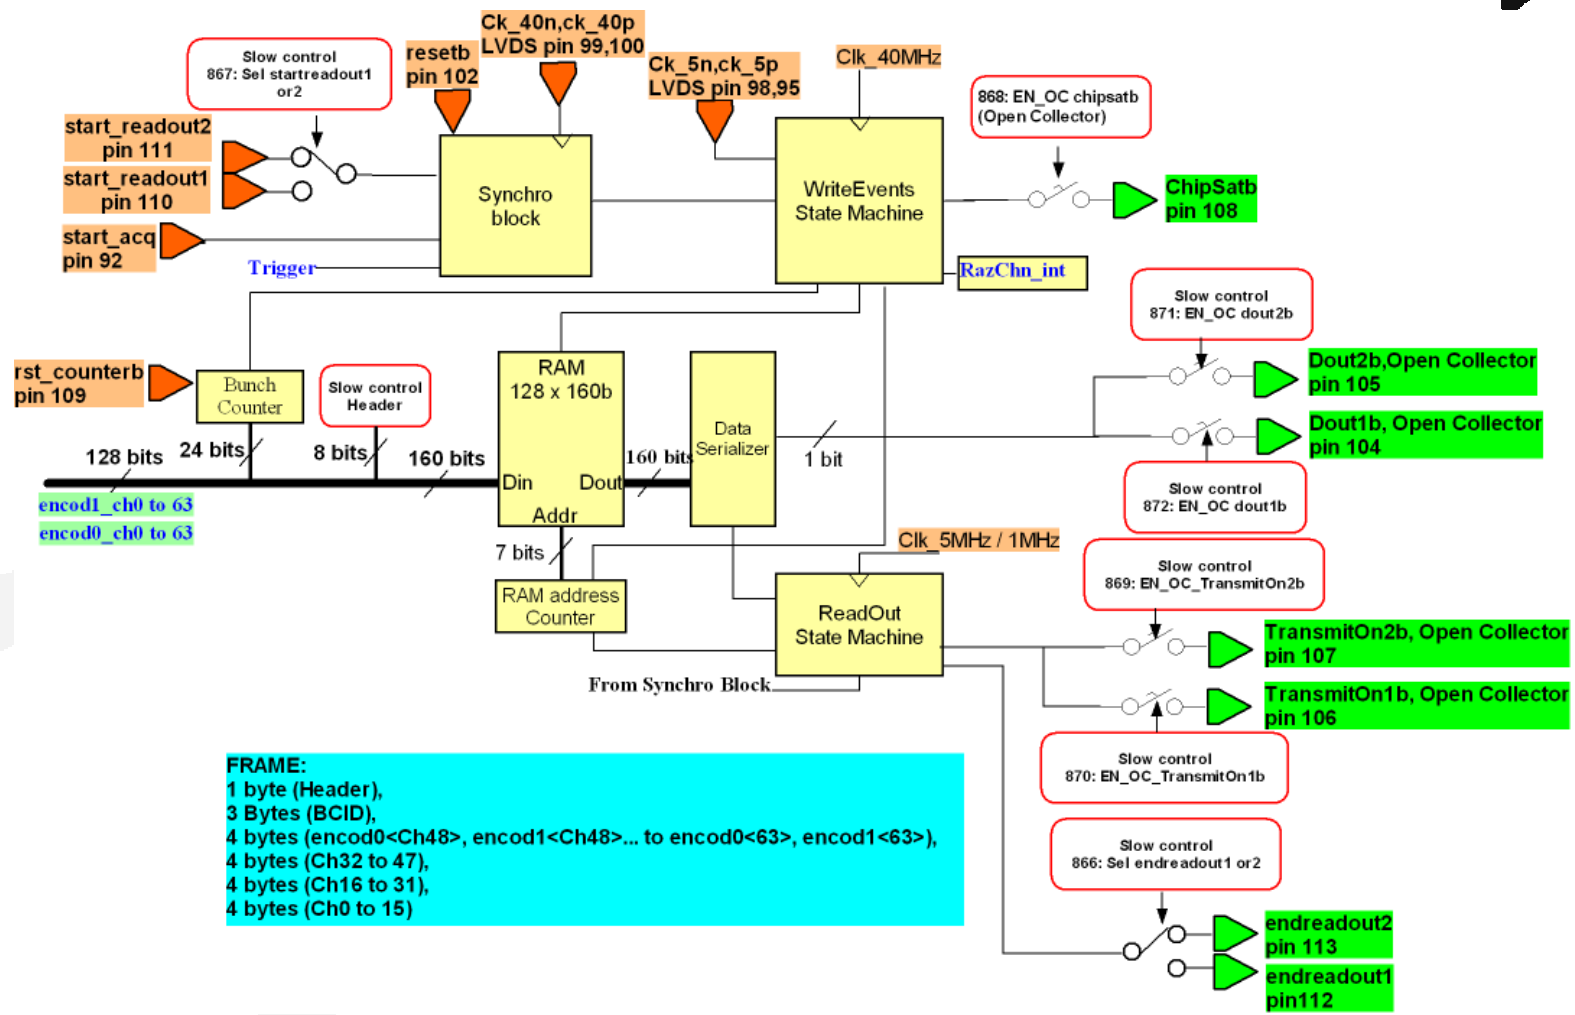 Ck_40n,ck_40p
LVDS pin 99,100
resetb
pin 102
Slow control
867: Sel startreadout1
or2
Ck_5n,ck_5p
LVDS pin 98,95
Clk_40MHz
868: EN_OC chipsatb
(Open Collector)
start_readout2
pin 111
start_readout1
pin 110
start_acq
pin 92
Trigger
Synchro
block
WriteEvents
State Machine
ChipSatb
pin 108
RazChn_int
Slow control
871: EN_OC dout2b
rst_counterb
pin 109
Bunch
Counter
Slow control
Header
RAM
128 x 160b
Data
Serializer
Dout2b,Open Collector
pin 105
Dout1b, Open Collector
pin 104
128 bits
24 bits
8 bits
160 bits
Din
Dout
160 bits
1 bit
Addr
encod1_ch0 to 63
encod0_ch0 to 63
7 bits
Slow control
872: EN_OC dout1b
Clk_5MHz / 1MHz
RAM address
Counter
ReadOut
State Machine
Slow control
869: EN_OC_TransmitOn2b
TransmitOn2b, Open Collector
pin 107
From Synchro Block
TransmitOn1b, Open Collector
pin 106
Slow control
870: EN_OC_TransmitOn1b
FRAME:
1 byte (Header),
3 Bytes (BCID),
4 bytes (encod0<Ch48>, encod1<Ch48>... to encod0<63>, encod1<63>),
4 bytes (Ch32 to 47),
4 bytes (Ch16 to 31),
4 bytes (Ch0 to 15)
Slow control
866: Sel endreadout1 or2
endreadout2
pin 113
endreadout1
pin112